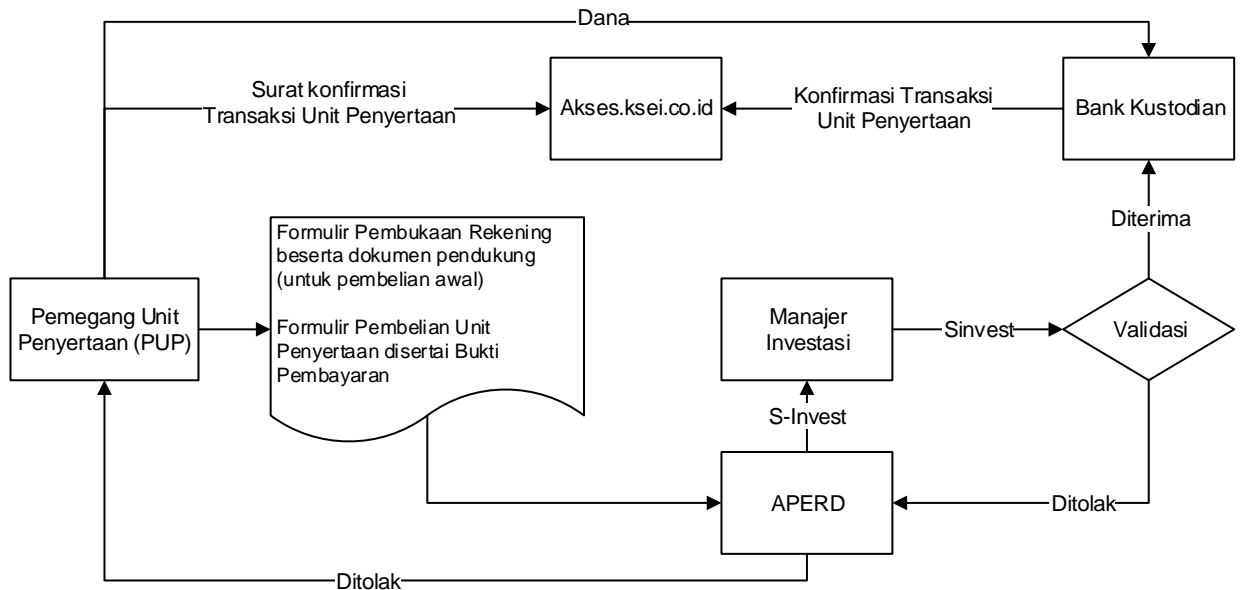 Dana
Surat konfirmasi
Transaksi Unit Penyertaan
Akses.ksei.co.id
Konfirmasi Transaksi
Unit Penyertaan
Bank Kustodian
Diterima
Formulir Pembukaan Rekening
beserta dokumen pendukung
(untuk pembelian awal)
Formulir Pembelian Unit
Penyertaan disertai Bukti
Pembayaran
Pemegang Unit
Penyertaan (PUP)
Manajer
Investasi
Sinvest
Validasi
S-Invest
APERD
Ditolak
Ditolak